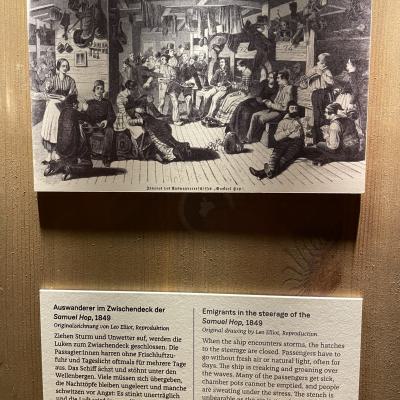 Inneres des Auswandererschiffes „Samuel Hop".
Auswanderer im Zwischendeck der
Samuel Hop, 1849
Originalzeichnung von Leo Elliot, Reproduktion
Ziehen Sturm und Unwetter auf, werden die
Luken zum Zwischendeck geschlossen. Die
Passagier:innen harren ohne Frischluftzu-
fuhr und Tageslicht oftmals für mehrere Tage
aus. Das Schiff ächzt und stöhnt unter den
Wellenbergen. Viele müssen sich übergeben,
die Nachttöpfe bleiben ungeleert und manche
schwitzen vor Angst: Es stinkt unerträglich
Emigrants in the steerage of the
Samuel Hop, 1849
Original drawing by Leo Elliot, Reproduction
When the ship encounters storms, the hatches
to the steerage are closed. Passengers have to
go without fresh air or natural light, often for
days. The ship is creaking and groaning over
the waves. Many of the passengers get sick,
chamber pots cannot be emptied, and people
are sweating under the stress. The stench is